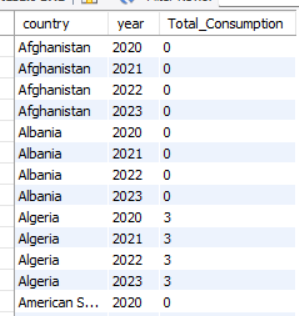 country year Total_Consumption
Afghanistan 2020 0
Afghanistan 2021 0
Afghanistan 2022 0
Afghanistan 2023 0
Albania 2020 0
Albania 2021 0
Albania 2022 0
Albania 2023 0
Algeria 2020 3
Algeria 2021 3
Algeria 2022 3
Algeria 2023 3
American S... 2020 0